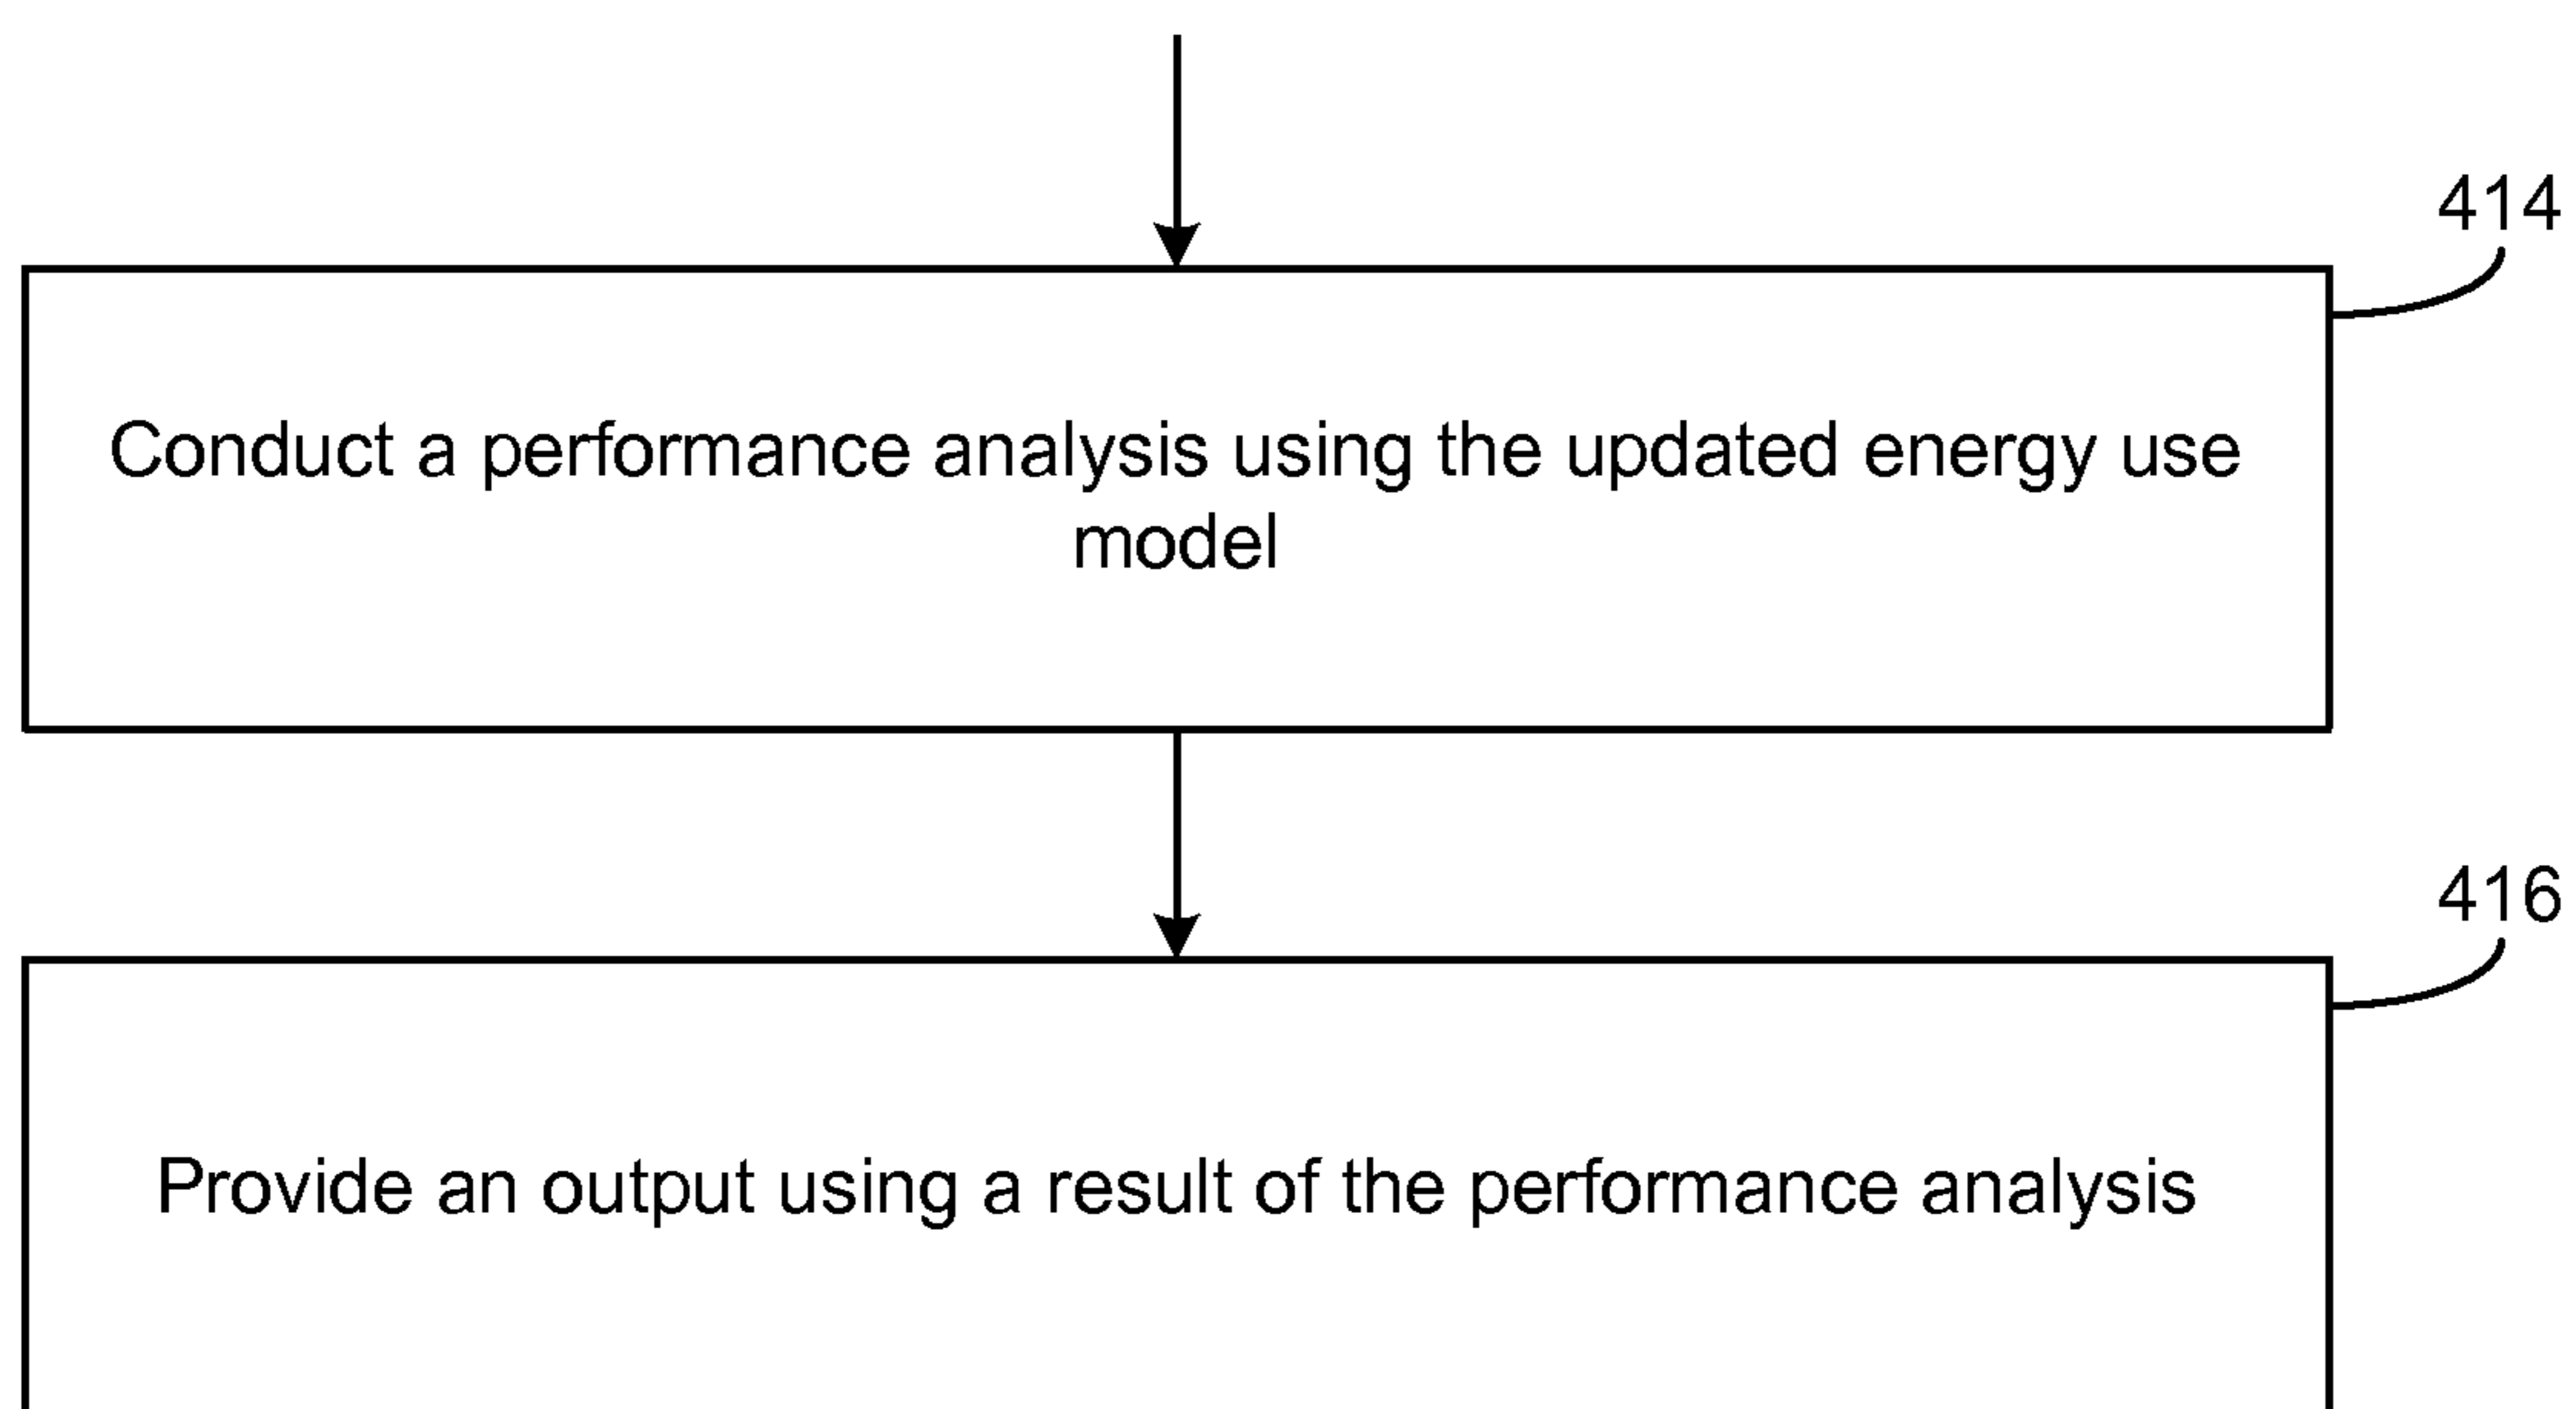 414
Conduct a performance analysis using the updated energy use
model
416
Provide an output using a result of the performance analysis